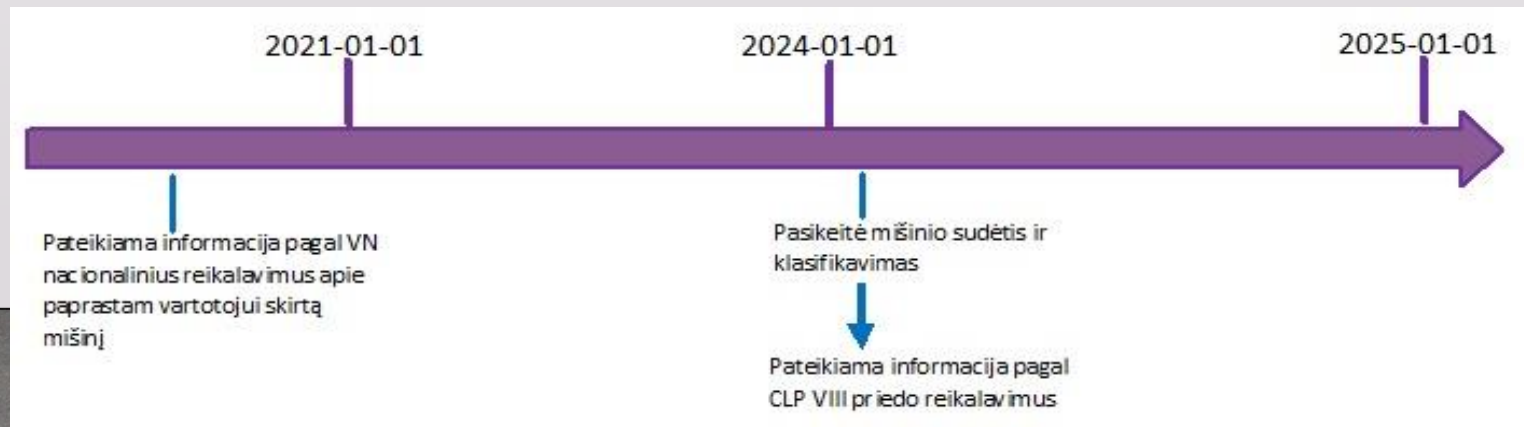 2021-01-01
2024-01-01
2025-01-01
Pateikiama informacija pagal VN
nacionalinius reikalavimus apie
paprastam vartotojui skirtą
mišinį
Pasikeitė mišinio sudėtis ir
klasifikavimas
Pateikiama informacija pagal
CLP VIII priedo reikalavimus